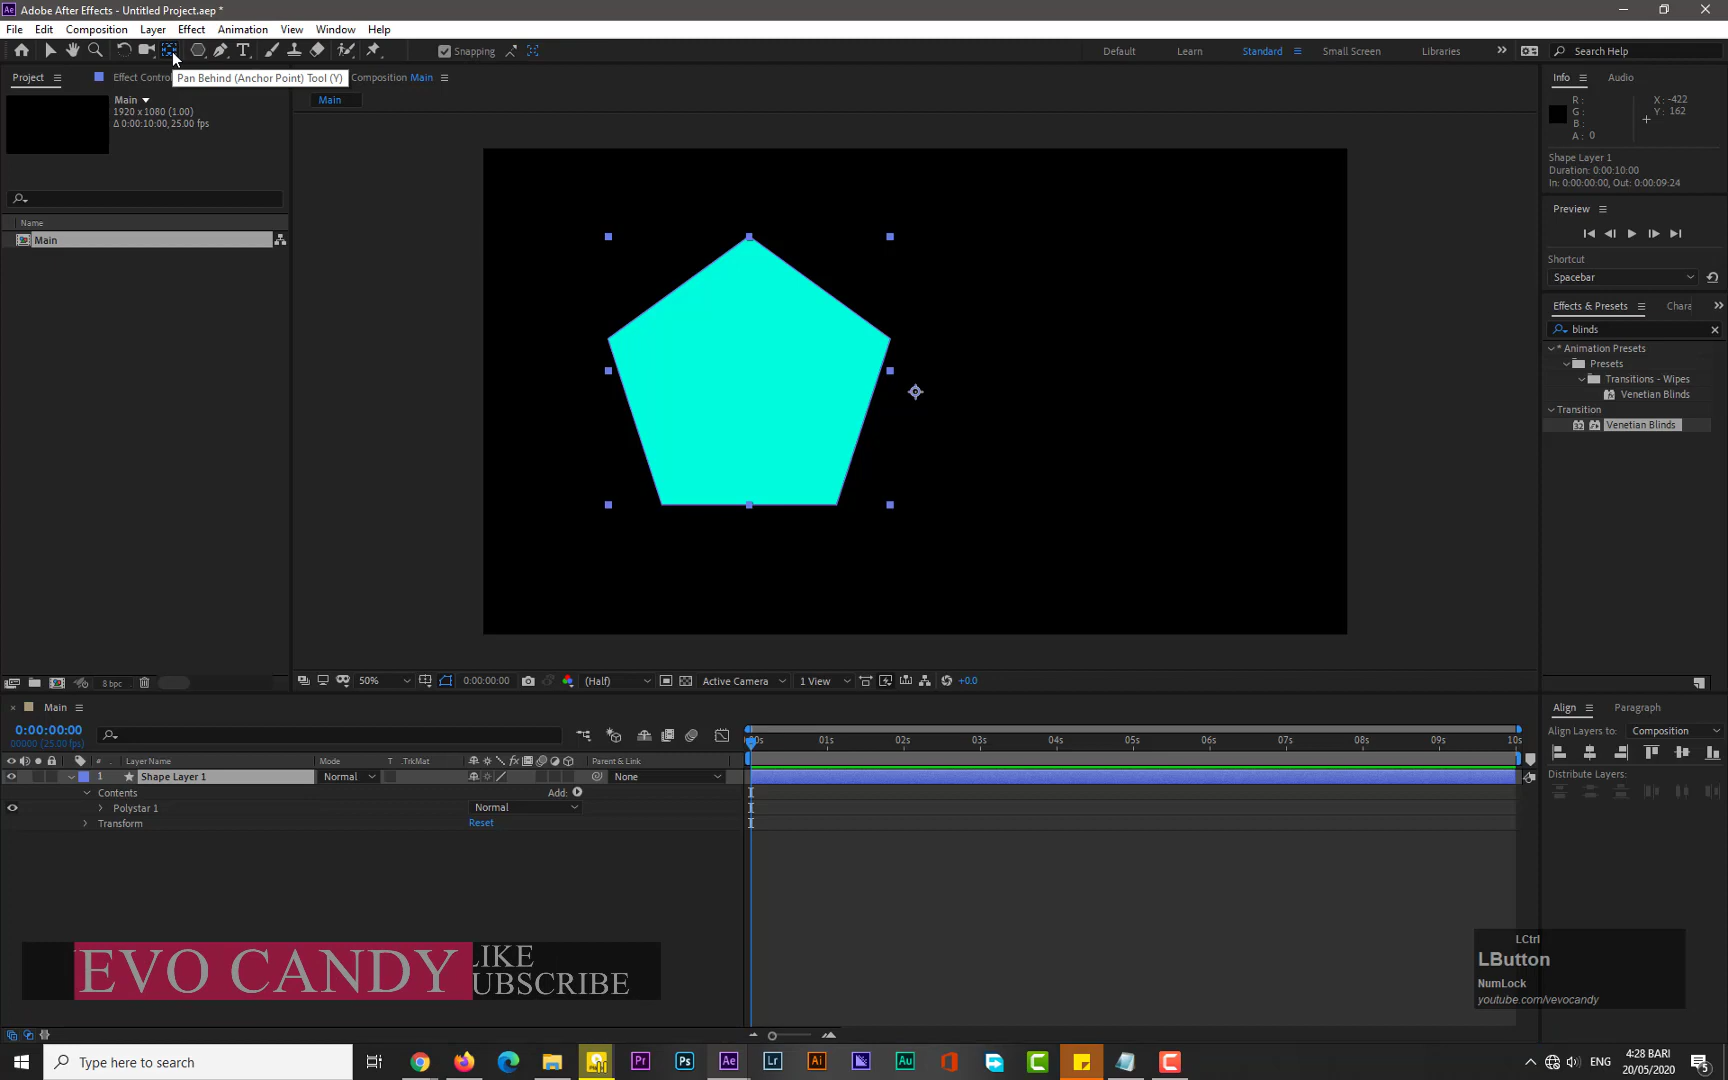 Adobe After Effects - Untitled Project.aep *
File Edit Composition Layer Effect Animation View Window Help
Snapping
Default Learn Standard Small Screen Libraries
Search Help
Project
Effect Control
Pan Behind (Anchor Point) Tool (Y)
Composition Main
Main
Main
1920 x 1080 (1.00)
Δ 0:00:10:00, 25.00 fps
Name
Main
8 bpc
50%
0:00:00:00
(Half)
Active Camera
1 View
+0.0
Info Audio
R :
G :
B :
A : 0
X : -422
Y : 162
Shape Layer 1
Duration: 0:00:10:00
In: 0:00:00:00, Out: 0:00:09:24
Preview
Shortcut
Spacebar
Effects & Presets
blinds
* Animation Presets
Presets
Transitions - Wipes
Venetian Blinds
Transition
Venetian Blinds
Main
0:00:00:00
00000 (25.00 fps)
# Layer Name Mode T .TrkMat Parent & Link
1 Shape Layer 1 Normal None
Contents Add:
Polystar 1 Normal
Transform Reset
01s 02s 03s 04s 05s 06s 07s 08s 09s 10s
Align Paragraph
Align Layers to: Composition
Distribute Layers:
EVO CANDY
LIKE
SUBSCRIBE
LCtrl
LButton
NumLock
youtube.com/vevocandy
Type here to search
ENG
4:28 BARI
20/05/2020
5